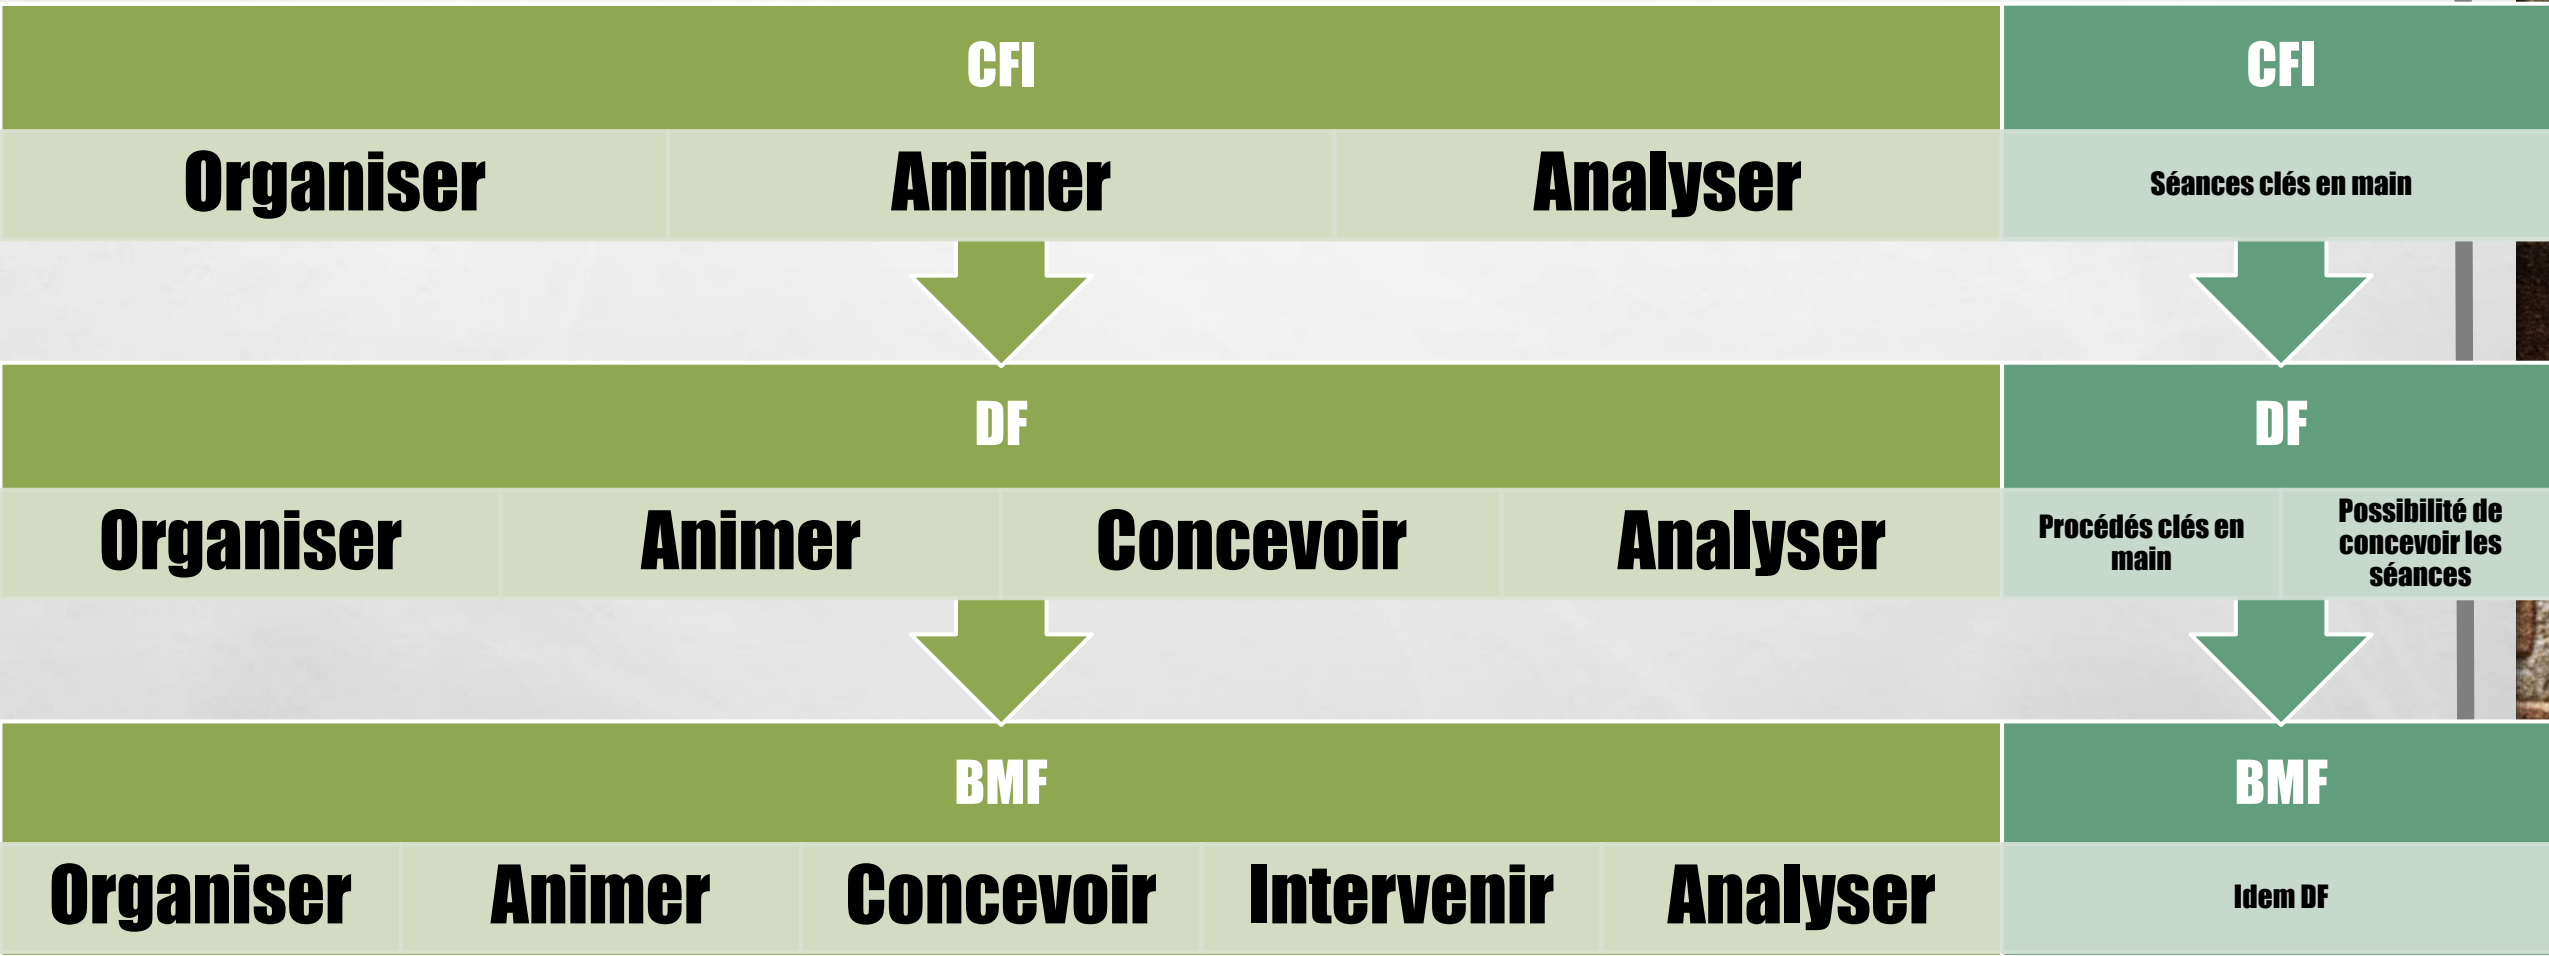 CFI
CFI
Organiser
Animer
Analyser
Séances clés en main
DF
DF
Organiser
Animer
Concevoir
Analyser
Procédés clés en
main
Possibilité de
concevoir les
séances
BMF
BMF
Organiser
Animer
Concevoir
Intervenir
Analyser
Idem DF